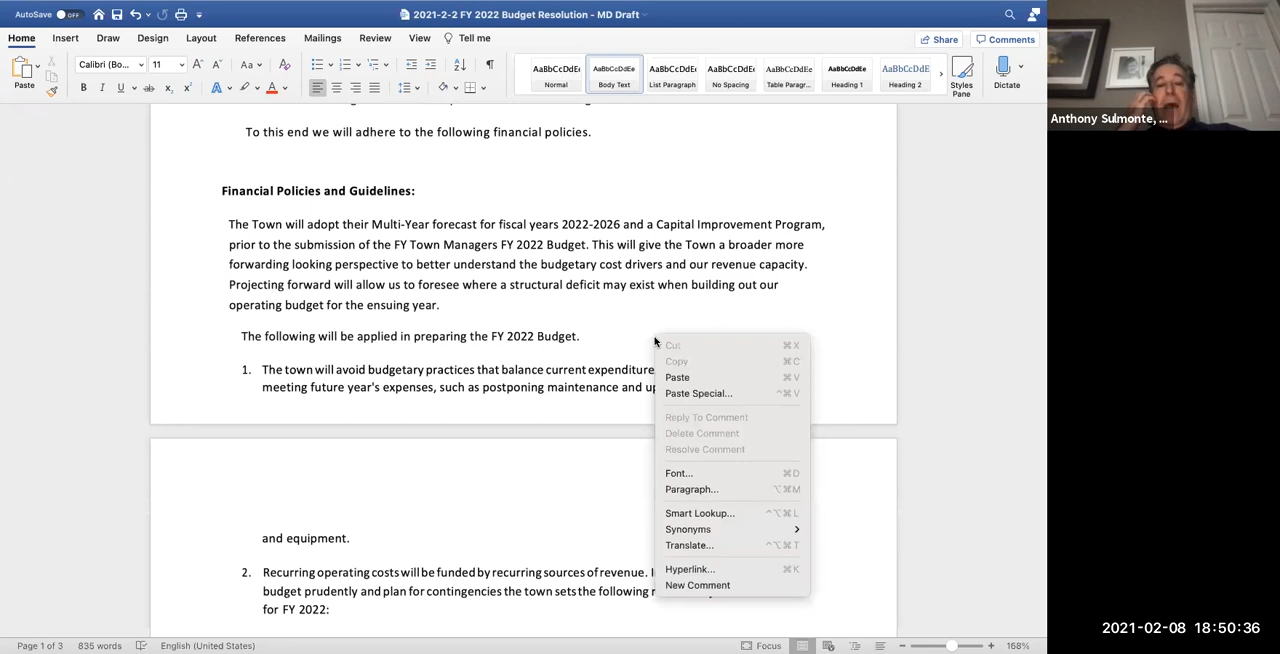 AutoSave OFF
2021-2-2 FY 2022 Budget Resolution - MD Draft
Home Insert Draw Design Layout References Mailings Review View Tell me
Share Comments
Paste
Calibri (Bo... 11
AaBbCcDdEe AaBbCcDdEe AaBbCcDdEe AaBbCcDdEe AaBbCcDdEe AaBbCcDdEe AaBbCcDdE
Normal Body Text List Paragraph No Spacing Table Paragr... Heading 1 Heading 2
Styles Pane
Dictate
To this end we will adhere to the following financial policies.
Financial Policies and Guidelines:
The Town will adopt their Multi-Year forecast for fiscal years 2022-2026 and a Capital Improvement Program,
prior to the submission of the FY Town Managers FY 2022 Budget. This will give the Town a broader more
forwarding looking perspective to better understand the budgetary cost drivers and our revenue capacity.
Projecting forward will allow us to foresee where a structural deficit may exist when building out our
operating budget for the ensuing year.
The following will be applied in preparing the FY 2022 Budget.
1. The town will avoid budgetary practices that balance current expenditure
meeting future year's expenses, such as postponing maintenance and up
and equipment.
2. Recurring operating costs will be funded by recurring sources of revenue.
budget prudently and plan for contingencies the town sets the following
for FY 2022:
Cut ⌘X
Copy ⌘C
Paste ⌘V
Paste Special... ^⌘V
Reply To Comment
Delete Comment
Resolve Comment
Font... ⌘D
Paragraph... ⌥⌘M
Smart Lookup... ^⌥⌘L
Synonyms
Translate... ^⌥⌘T
Hyperlink... ⌘K
New Comment
Page 1 of 3 835 words English (United States)
Focus
168%
Anthony Sulmonte, ...
2021-02-08 18:50:36